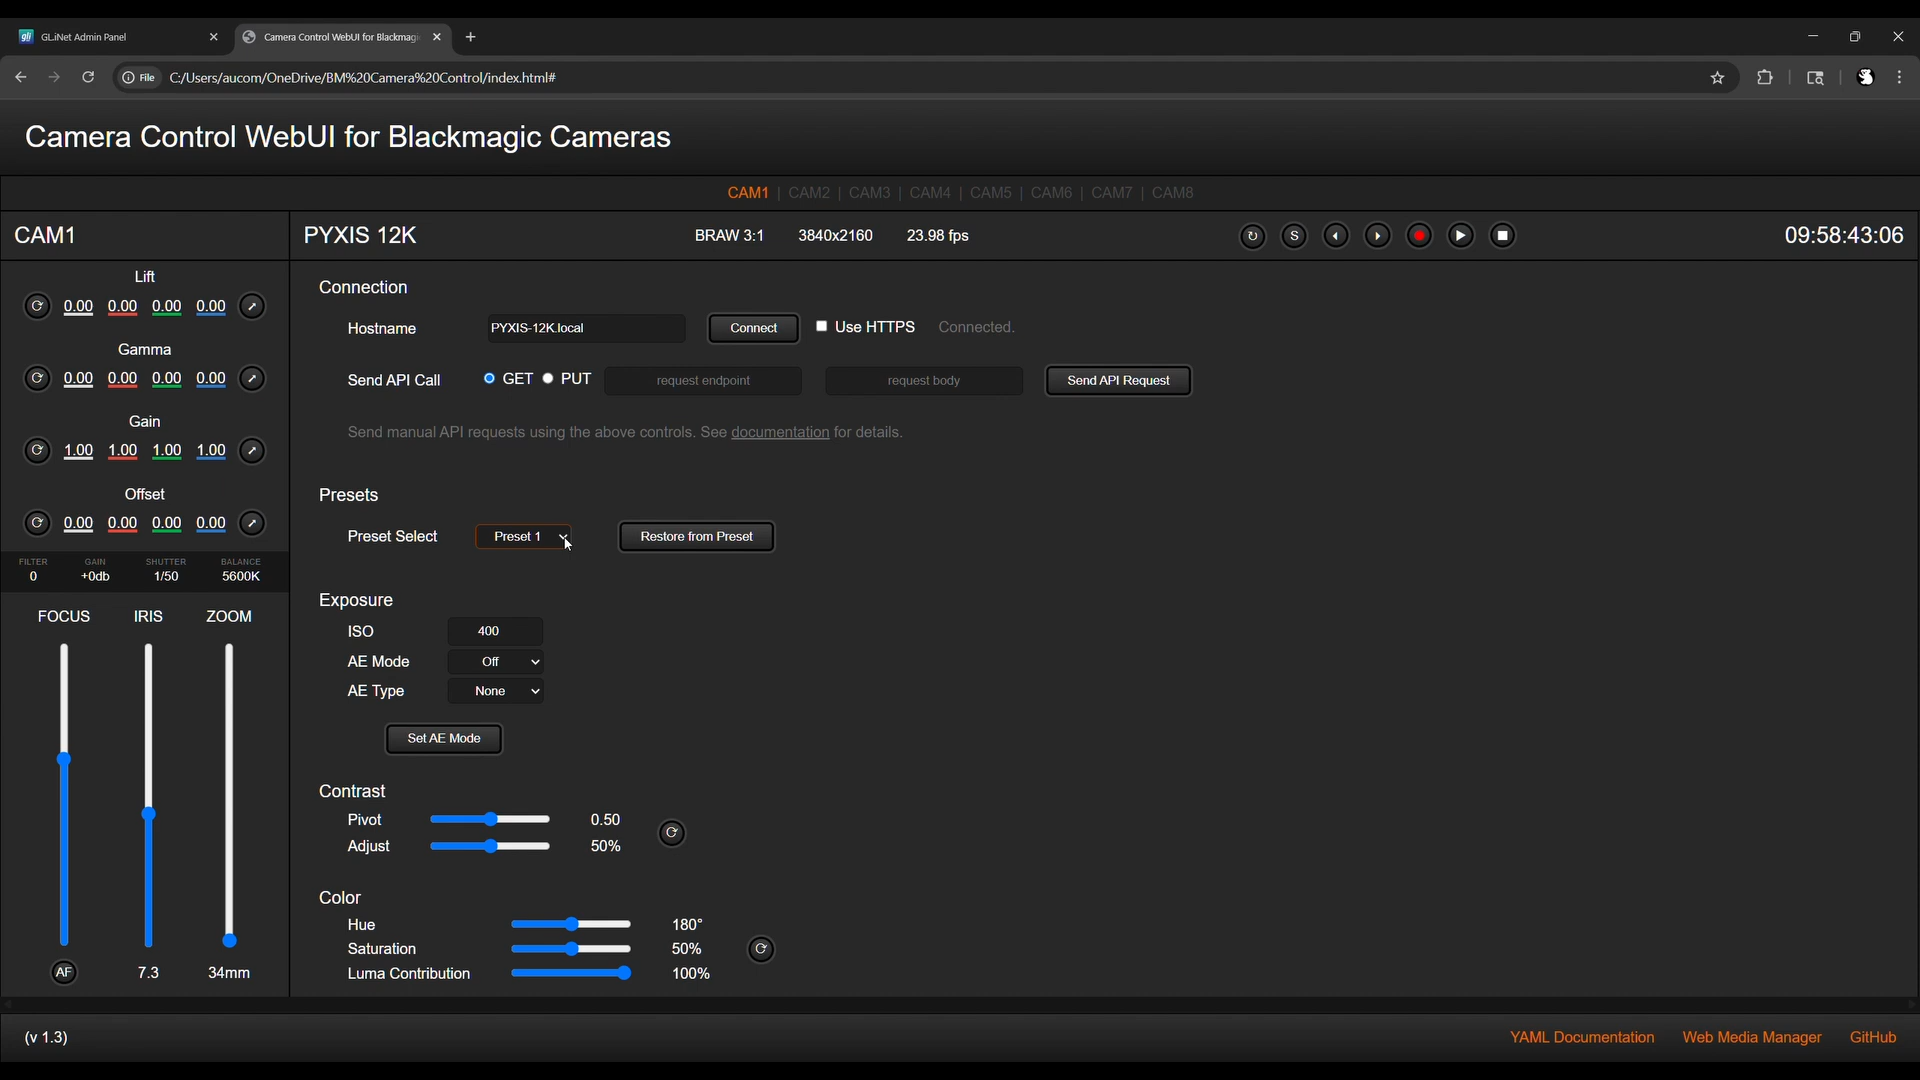 GL.iNet Admin Panel
Camera Control WebUI for Blackmagi
File
C:/Users/aucom/OneDrive/BM%20Camera%20Control/index.html#
Camera Control WebUI for Blackmagic Cameras
CAM1 | CAM2 | CAM3 | CAM4 | CAM5 | CAM6 | CAM7 | CAM8
CAM1
PYXIS 12K
BRAW 3:1 3840x2160 23.98 fps
S
09:58:43:06
Lift
0.00 0.00 0.00 0.00
Gamma
0.00 0.00 0.00 0.00
Gain
1.00 1.00 1.00 1.00
Offset
0.00 0.00 0.00 0.00
FILTER GAIN SHUTTER BALANCE
0 +0db 1/50 5600K
FOCUS IRIS ZOOM
AF 7.3 34mm
Connection
Hostname PYXIS-12K.local Connect Use HTTPS Connected.
Send API Call GET PUT request endpoint request body Send API Request
Send manual API requests using the above controls. See documentation for details.
Presets
Preset Select Preset 1 Restore from Preset
Exposure
ISO 400
AE Mode Off
AE Type None
Set AE Mode
Contrast
Pivot 0.50
Adjust 50%
Color
Hue 180°
Saturation 50%
Luma Contribution 100%
(v 1.3)
YAML Documentation Web Media Manager GitHub